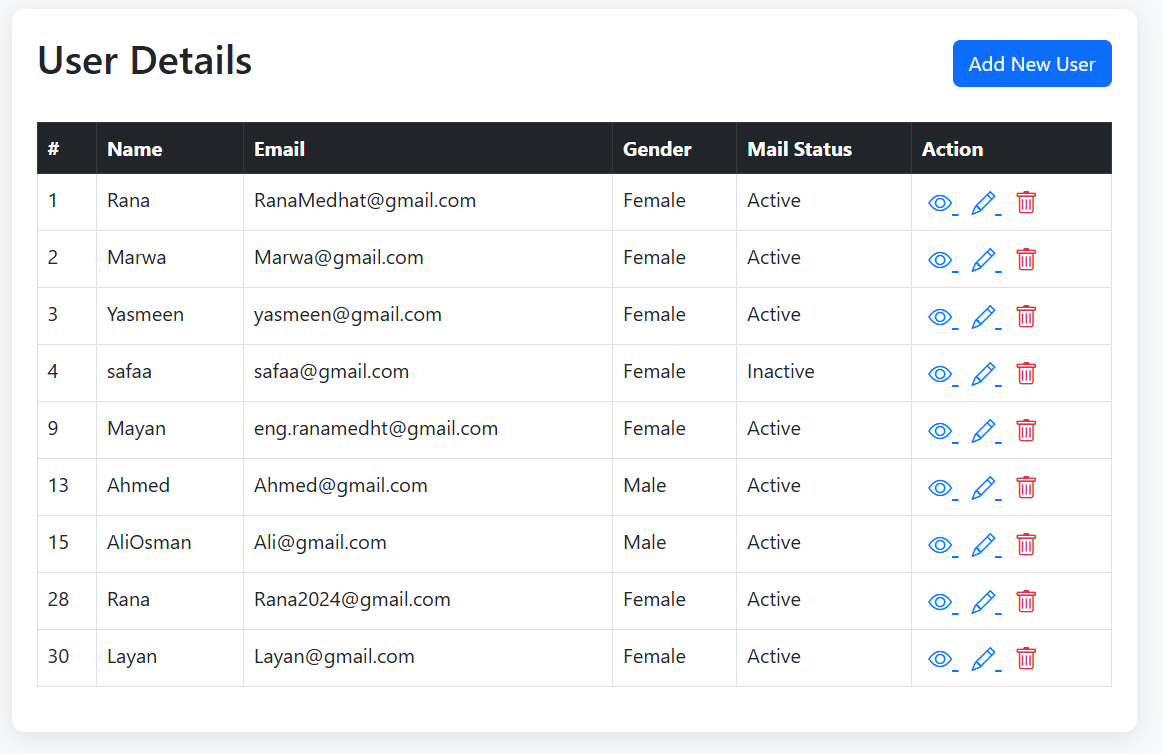 User Details
Add New User
# Name Email Gender Mail Status Action
1 Rana RanaMedhat@gmail.com Female Active
2 Marwa Marwa@gmail.com Female Active
3 Yasmeen yasmeen@gmail.com Female Active
4 safaa safaa@gmail.com Female Inactive
9 Mayan eng.ranamedht@gmail.com Female Active
13 Ahmed Ahmed@gmail.com Male Active
15 AliOsman Ali@gmail.com Male Active
28 Rana Rana2024@gmail.com Female Active
30 Layan Layan@gmail.com Female Active